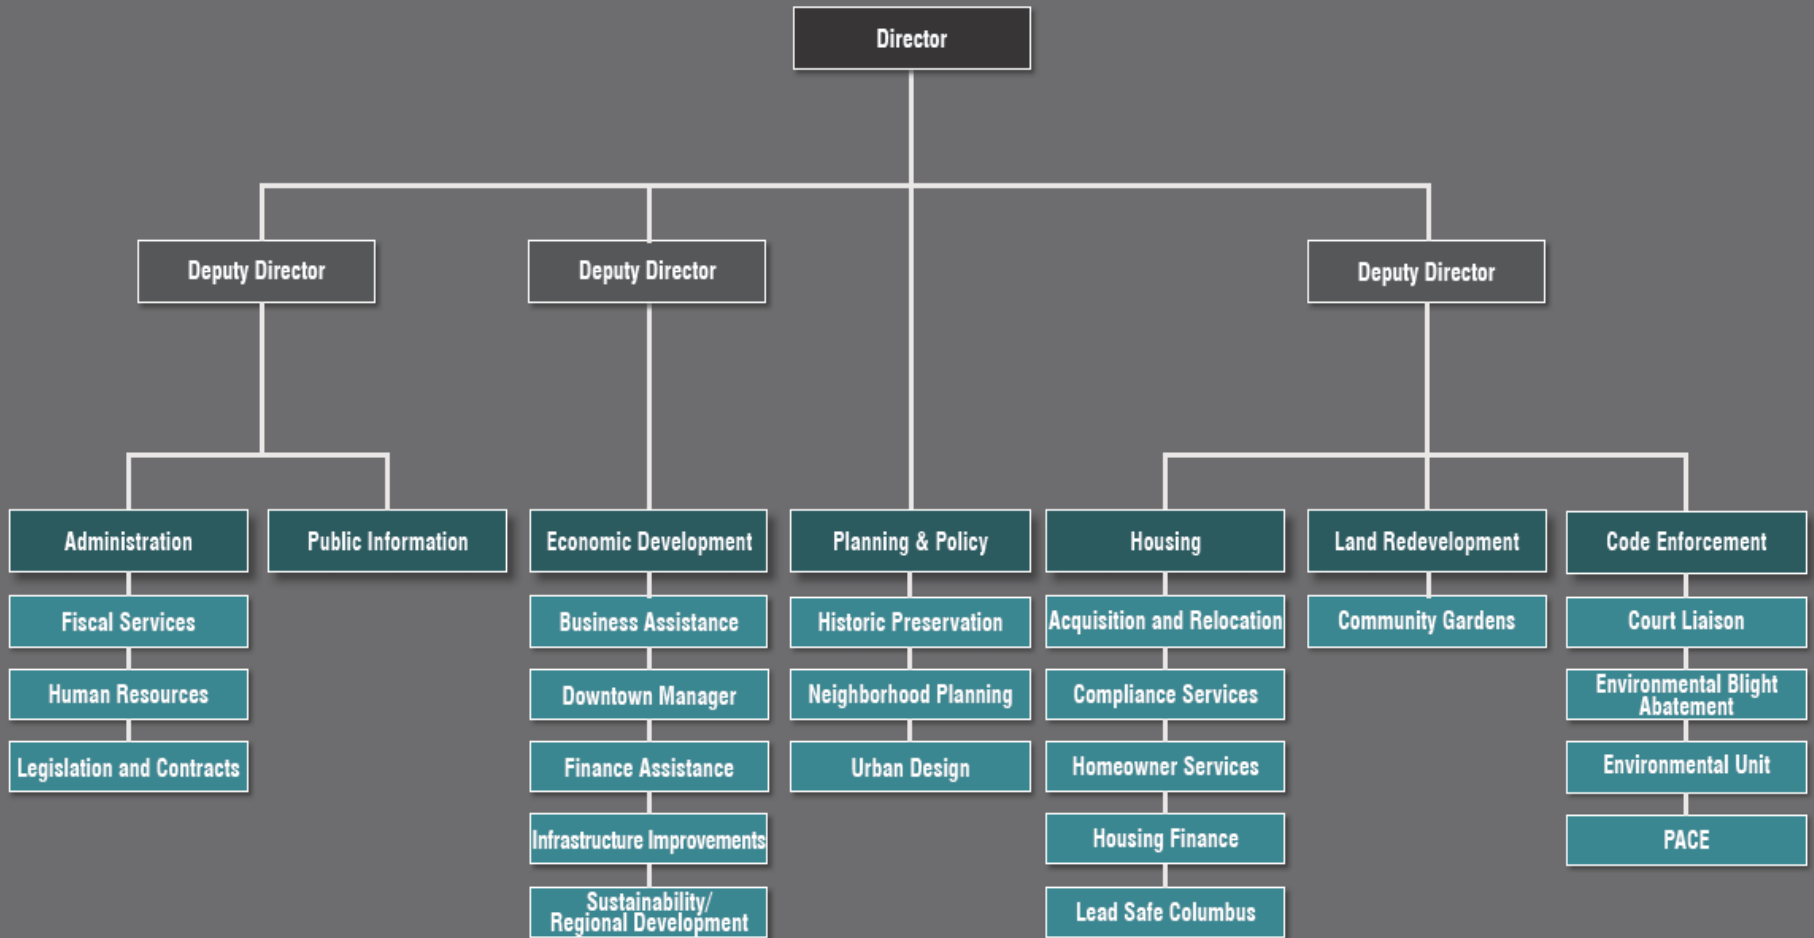 Director
Deputy Director
Deputy Director
Deputy Director
Administration
Public Information
Economic Development
Planning & Policy
Housing
Land Redevelopment
Code Enforcement
Fiscal Services
Human Resources
Legislation and Contracts
Business Assistance
Downtown Manager
Finance Assistance
Infrastructure Improvements
Sustainability/
Regional Development
Historic Preservation
Neighborhood Planning
Urban Design
Acquisition and Relocation
Compliance Services
Homeowner Services
Housing Finance
Lead Safe Columbus
Community Gardens
Court Liaison
Environmental Blight
Abatement
Environmental Unit
PACE